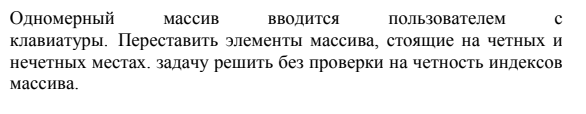 Одномерный массив вводится пользователем с
клавиатуры. Переставить элементы массива, стоящие на четных и
нечетных местах. задачу решить без проверки на четность индексов
массива.